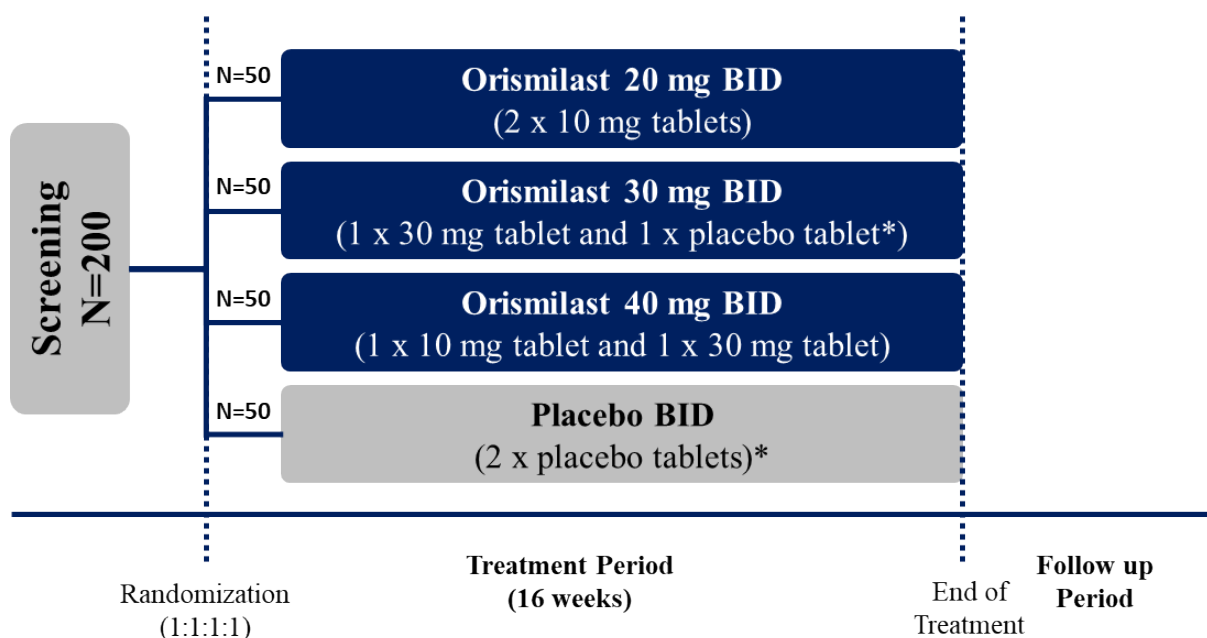 Screening
N=200
N=50
Orismilast 20 mg BID
(2 x 10 mg tablets)
N=50
Orismilast 30 mg BID
(1 x 30 mg tablet and 1 x placebo tablet*)
N=50
Orismilast 40 mg BID
(1 x 10 mg tablet and 1 x 30 mg tablet)
N=50
Placebo BID
(2 x placebo tablets)*
Randomization
(1:1:1:1)
Treatment Period
(16 weeks)
End of
Treatment
Follow up
Period